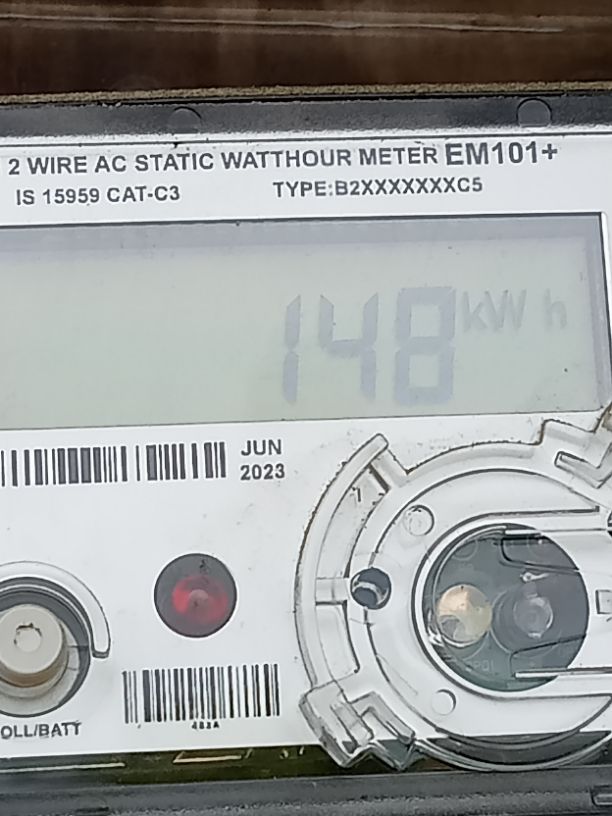 2 WIRE AC STATIC WATTHOUR METER EM101+
IS 15959 CAT-C3 TYPE:B2XXXXXXXC5
148 kWh
JUN
2023
OLL/BATT